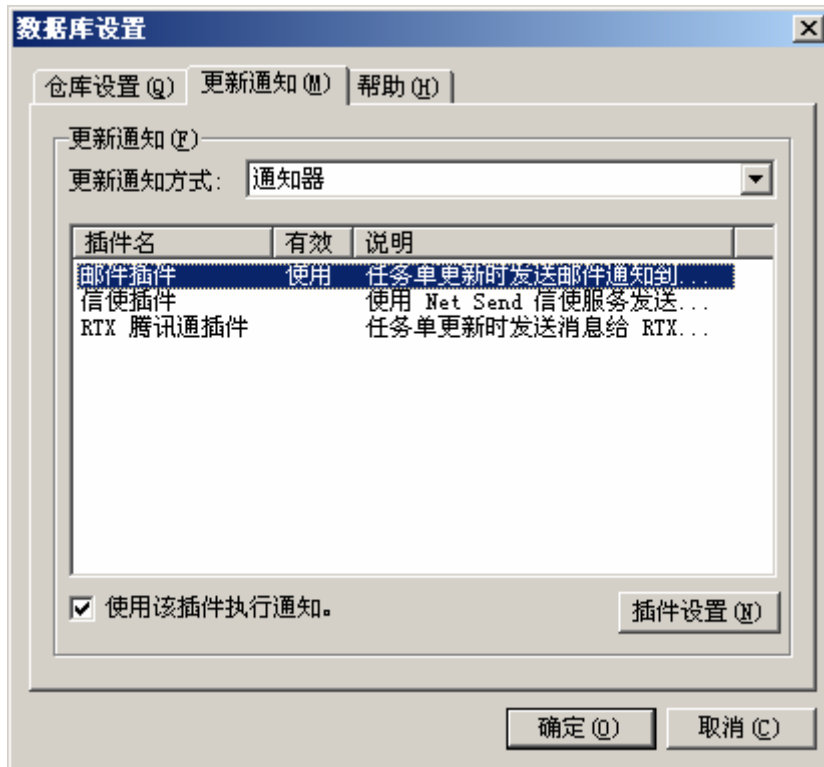 数据库设置
仓库设置(Q) 更新通知(M) 帮助(H)
更新通知(F)
更新通知方式: 通知器
插件名 有效 说明
邮件插件 使用 任务单更新时发送邮件通知到...
信使插件 使用 Net Send 信使服务发送...
RTX 腾讯通插件 任务单更新时发送消息给 RTX...
使用该插件执行通知。
插件设置(N)
确定(O) 取消(C)